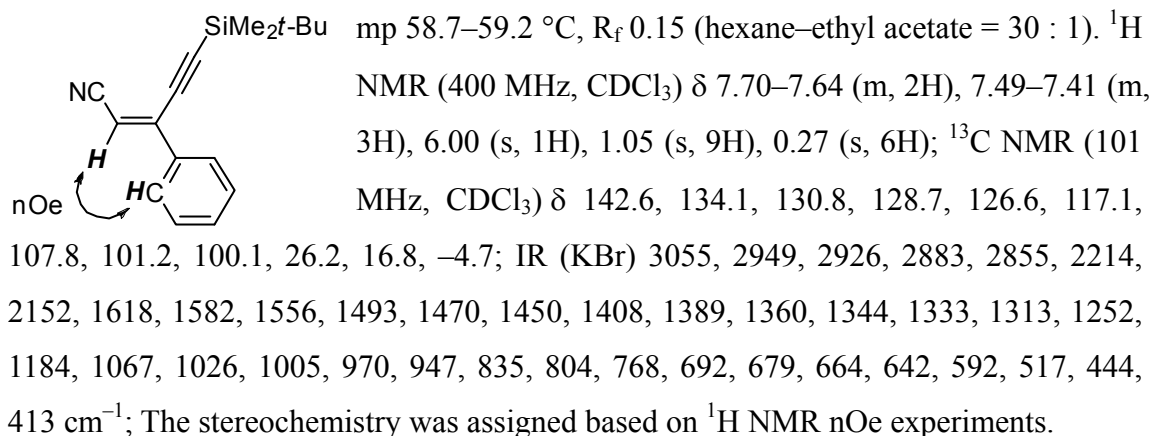 SiMe₂t-Bu
mp 58.7–59.2 °C, R_f 0.15 (hexane–ethyl acetate = 30 : 1). ¹H
NC
NMR (400 MHz, CDCl₃) δ 7.70–7.64 (m, 2H), 7.49–7.41 (m,
H
3H), 6.00 (s, 1H), 1.05 (s, 9H), 0.27 (s, 6H); ¹³C NMR (101
nOe
HC
MHz, CDCl₃) δ 142.6, 134.1, 130.8, 128.7, 126.6, 117.1,
107.8, 101.2, 100.1, 26.2, 16.8, –4.7; IR (KBr) 3055, 2949, 2926, 2883, 2855, 2214,
2152, 1618, 1582, 1556, 1493, 1470, 1450, 1408, 1389, 1360, 1344, 1333, 1313, 1252,
1184, 1067, 1026, 1005, 970, 947, 835, 804, 768, 692, 679, 664, 642, 592, 517, 444,
413 cm⁻¹; The stereochemistry was assigned based on ¹H NMR nOe experiments.